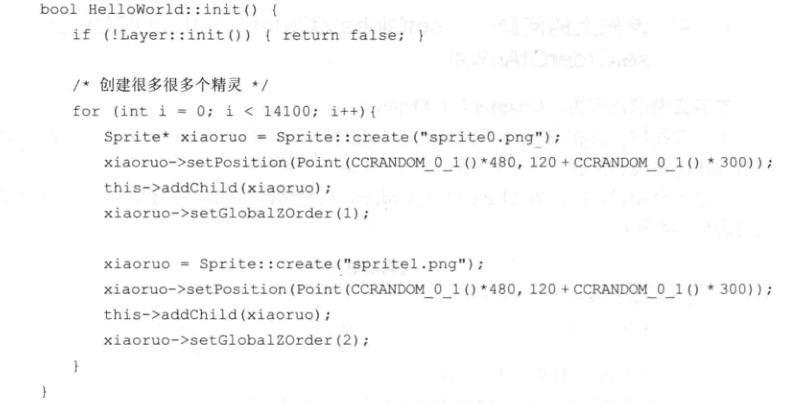 bool HelloWorld::init() {
    if (!Layer::init()) { return false; }

    /* 创建很多很多个精灵 */
    for (int i = 0; i < 14100; i++){
        Sprite* xiaoruo = Sprite::create("sprite0.png");
        xiaoruo->setPosition(Point(CCRANDOM_0_1()*480, 120 + CCRANDOM_0_1() * 300));
        this->addChild(xiaoruo);
        xiaoruo->setGlobalZOrder(1);

        xiaoruo = Sprite::create("sprite1.png");
        xiaoruo->setPosition(Point(CCRANDOM_0_1()*480, 120 + CCRANDOM_0_1() * 300));
        this->addChild(xiaoruo);
        xiaoruo->setGlobalZOrder(2);
    }
}